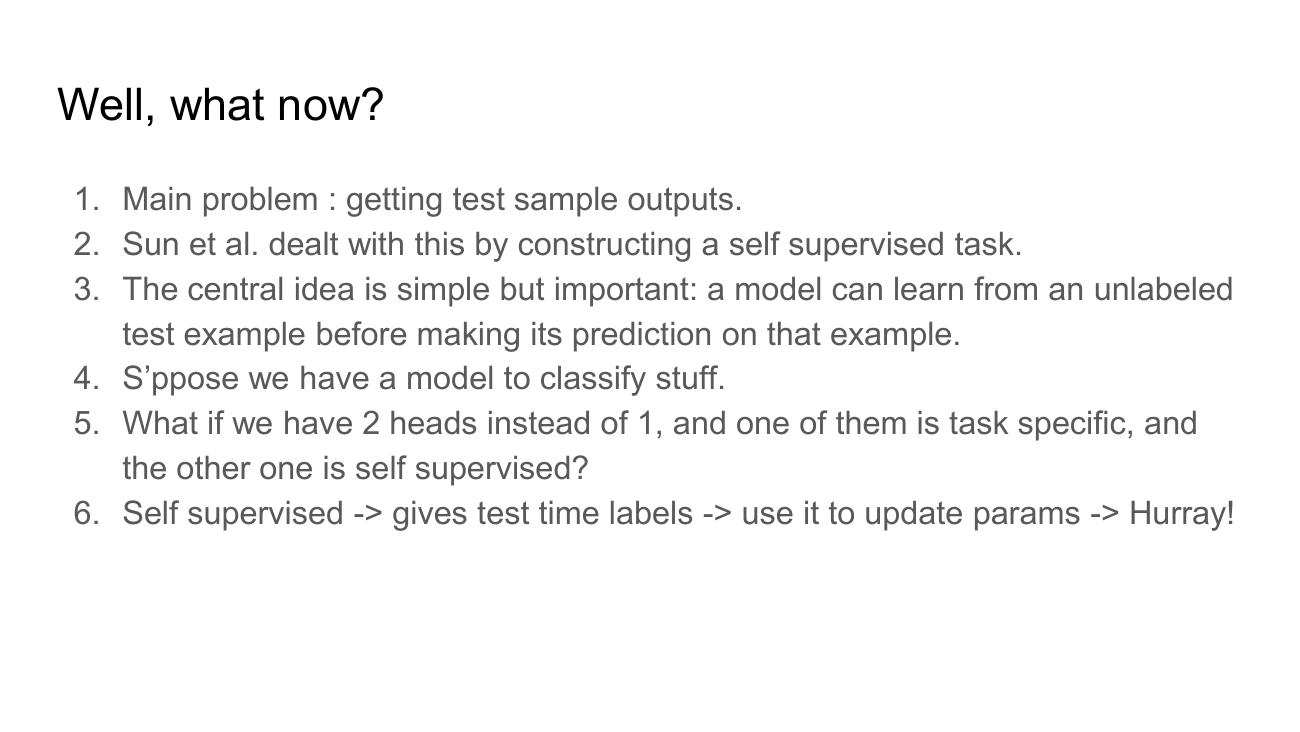 Well, what now?
1. Main problem : getting test sample outputs.
2. Sun et al. dealt with this by constructing a self supervised task.
3. The central idea is simple but important: a model can learn from an unlabeled
test example before making its prediction on that example.
4. S’ppose we have a model to classify stuff.
5. What if we have 2 heads instead of 1, and one of them is task specific, and
the other one is self supervised?
6. Self supervised -> gives test time labels -> use it to update params -> Hurray!